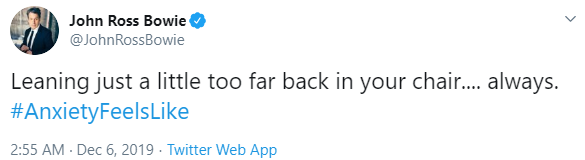 John Ross Bowie
@JohnRossBowie
Leaning just a little too far back in your chair.... always.
#AnxietyFeelsLike
2:55 AM · Dec 6, 2019 · Twitter Web App